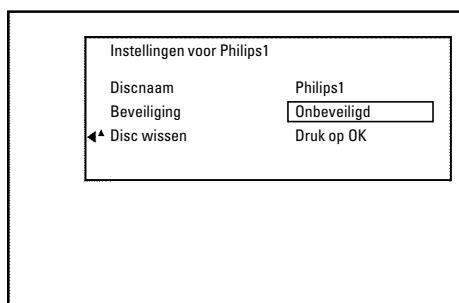 Instellingen voor Philips1
Discnaam Philips1
Beveiliging Onbeveiligd
Disc wissen Druk op OK